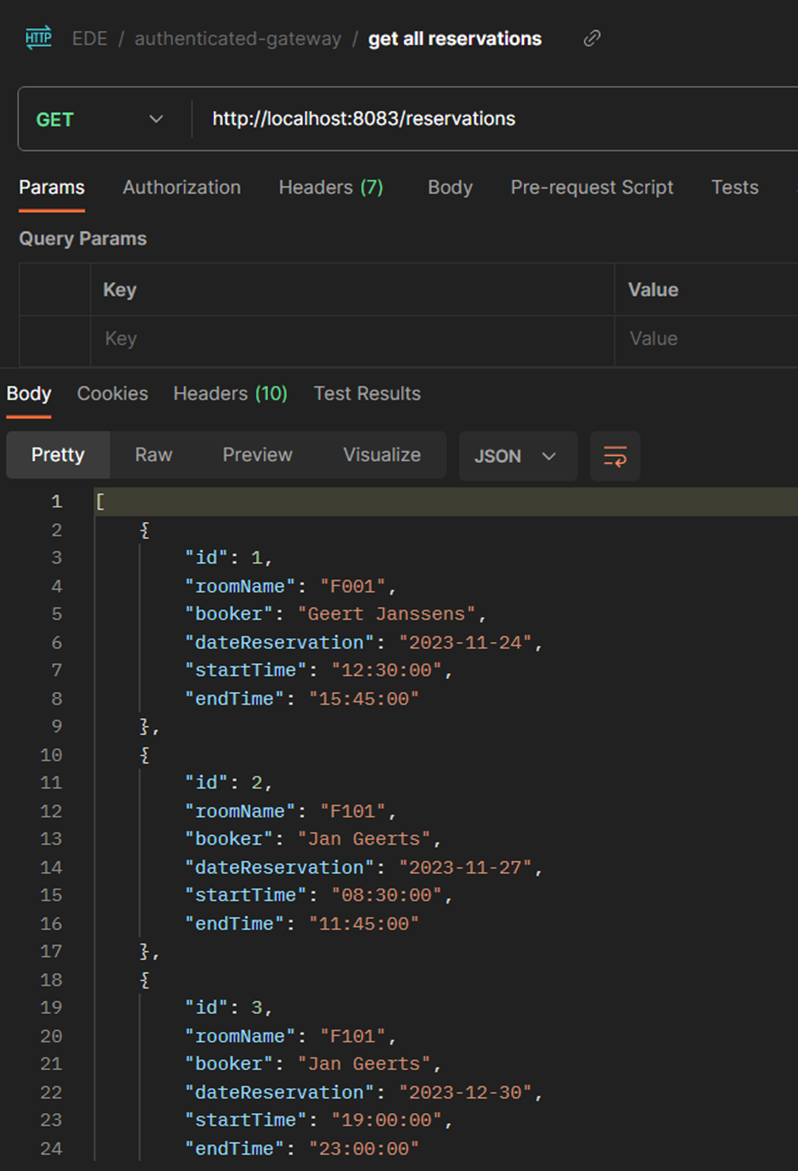 HTTP EDE / authenticated-gateway / get all reservations
GET http://localhost:8083/reservations
Params Authorization Headers (7) Body Pre-request Script Tests
Query Params
Key Value
Key Value
Body Cookies Headers (10) Test Results
Pretty Raw Preview Visualize JSON
1 [
2 {
3 "id": 1,
4 "roomName": "F001",
5 "booker": "Geert Janssens",
6 "dateReservation": "2023-11-24",
7 "startTime": "12:30:00",
8 "endTime": "15:45:00"
9 },
10 {
11 "id": 2,
12 "roomName": "F101",
13 "booker": "Jan Geerts",
14 "dateReservation": "2023-11-27",
15 "startTime": "08:30:00",
16 "endTime": "11:45:00"
17 },
18 {
19 "id": 3,
20 "roomName": "F101",
21 "booker": "Jan Geerts",
22 "dateReservation": "2023-12-30",
23 "startTime": "19:00:00",
24 "endTime": "23:00:00"